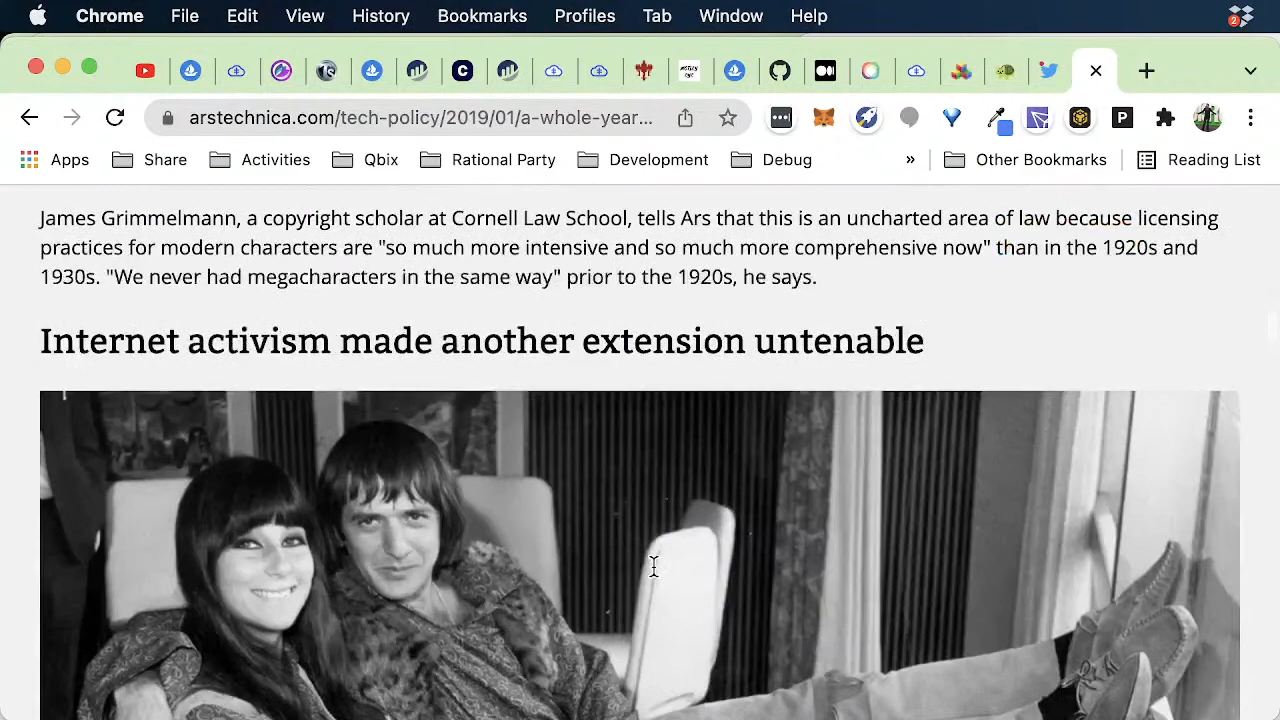 Chrome File Edit View History Bookmarks Profiles Tab Window Help
2
arstechnica.com/tech-policy/2019/01/a-whole-year...
P
Apps Share Activities Qbix Rational Party Development Debug » Other Bookmarks Reading List
James Grimmelmann, a copyright scholar at Cornell Law School, tells Ars that this is an uncharted area of law because licensing
practices for modern characters are "so much more intensive and so much more comprehensive now" than in the 1920s and
1930s. "We never had megacharacters in the same way" prior to the 1920s, he says.
Internet activism made another extension untenable